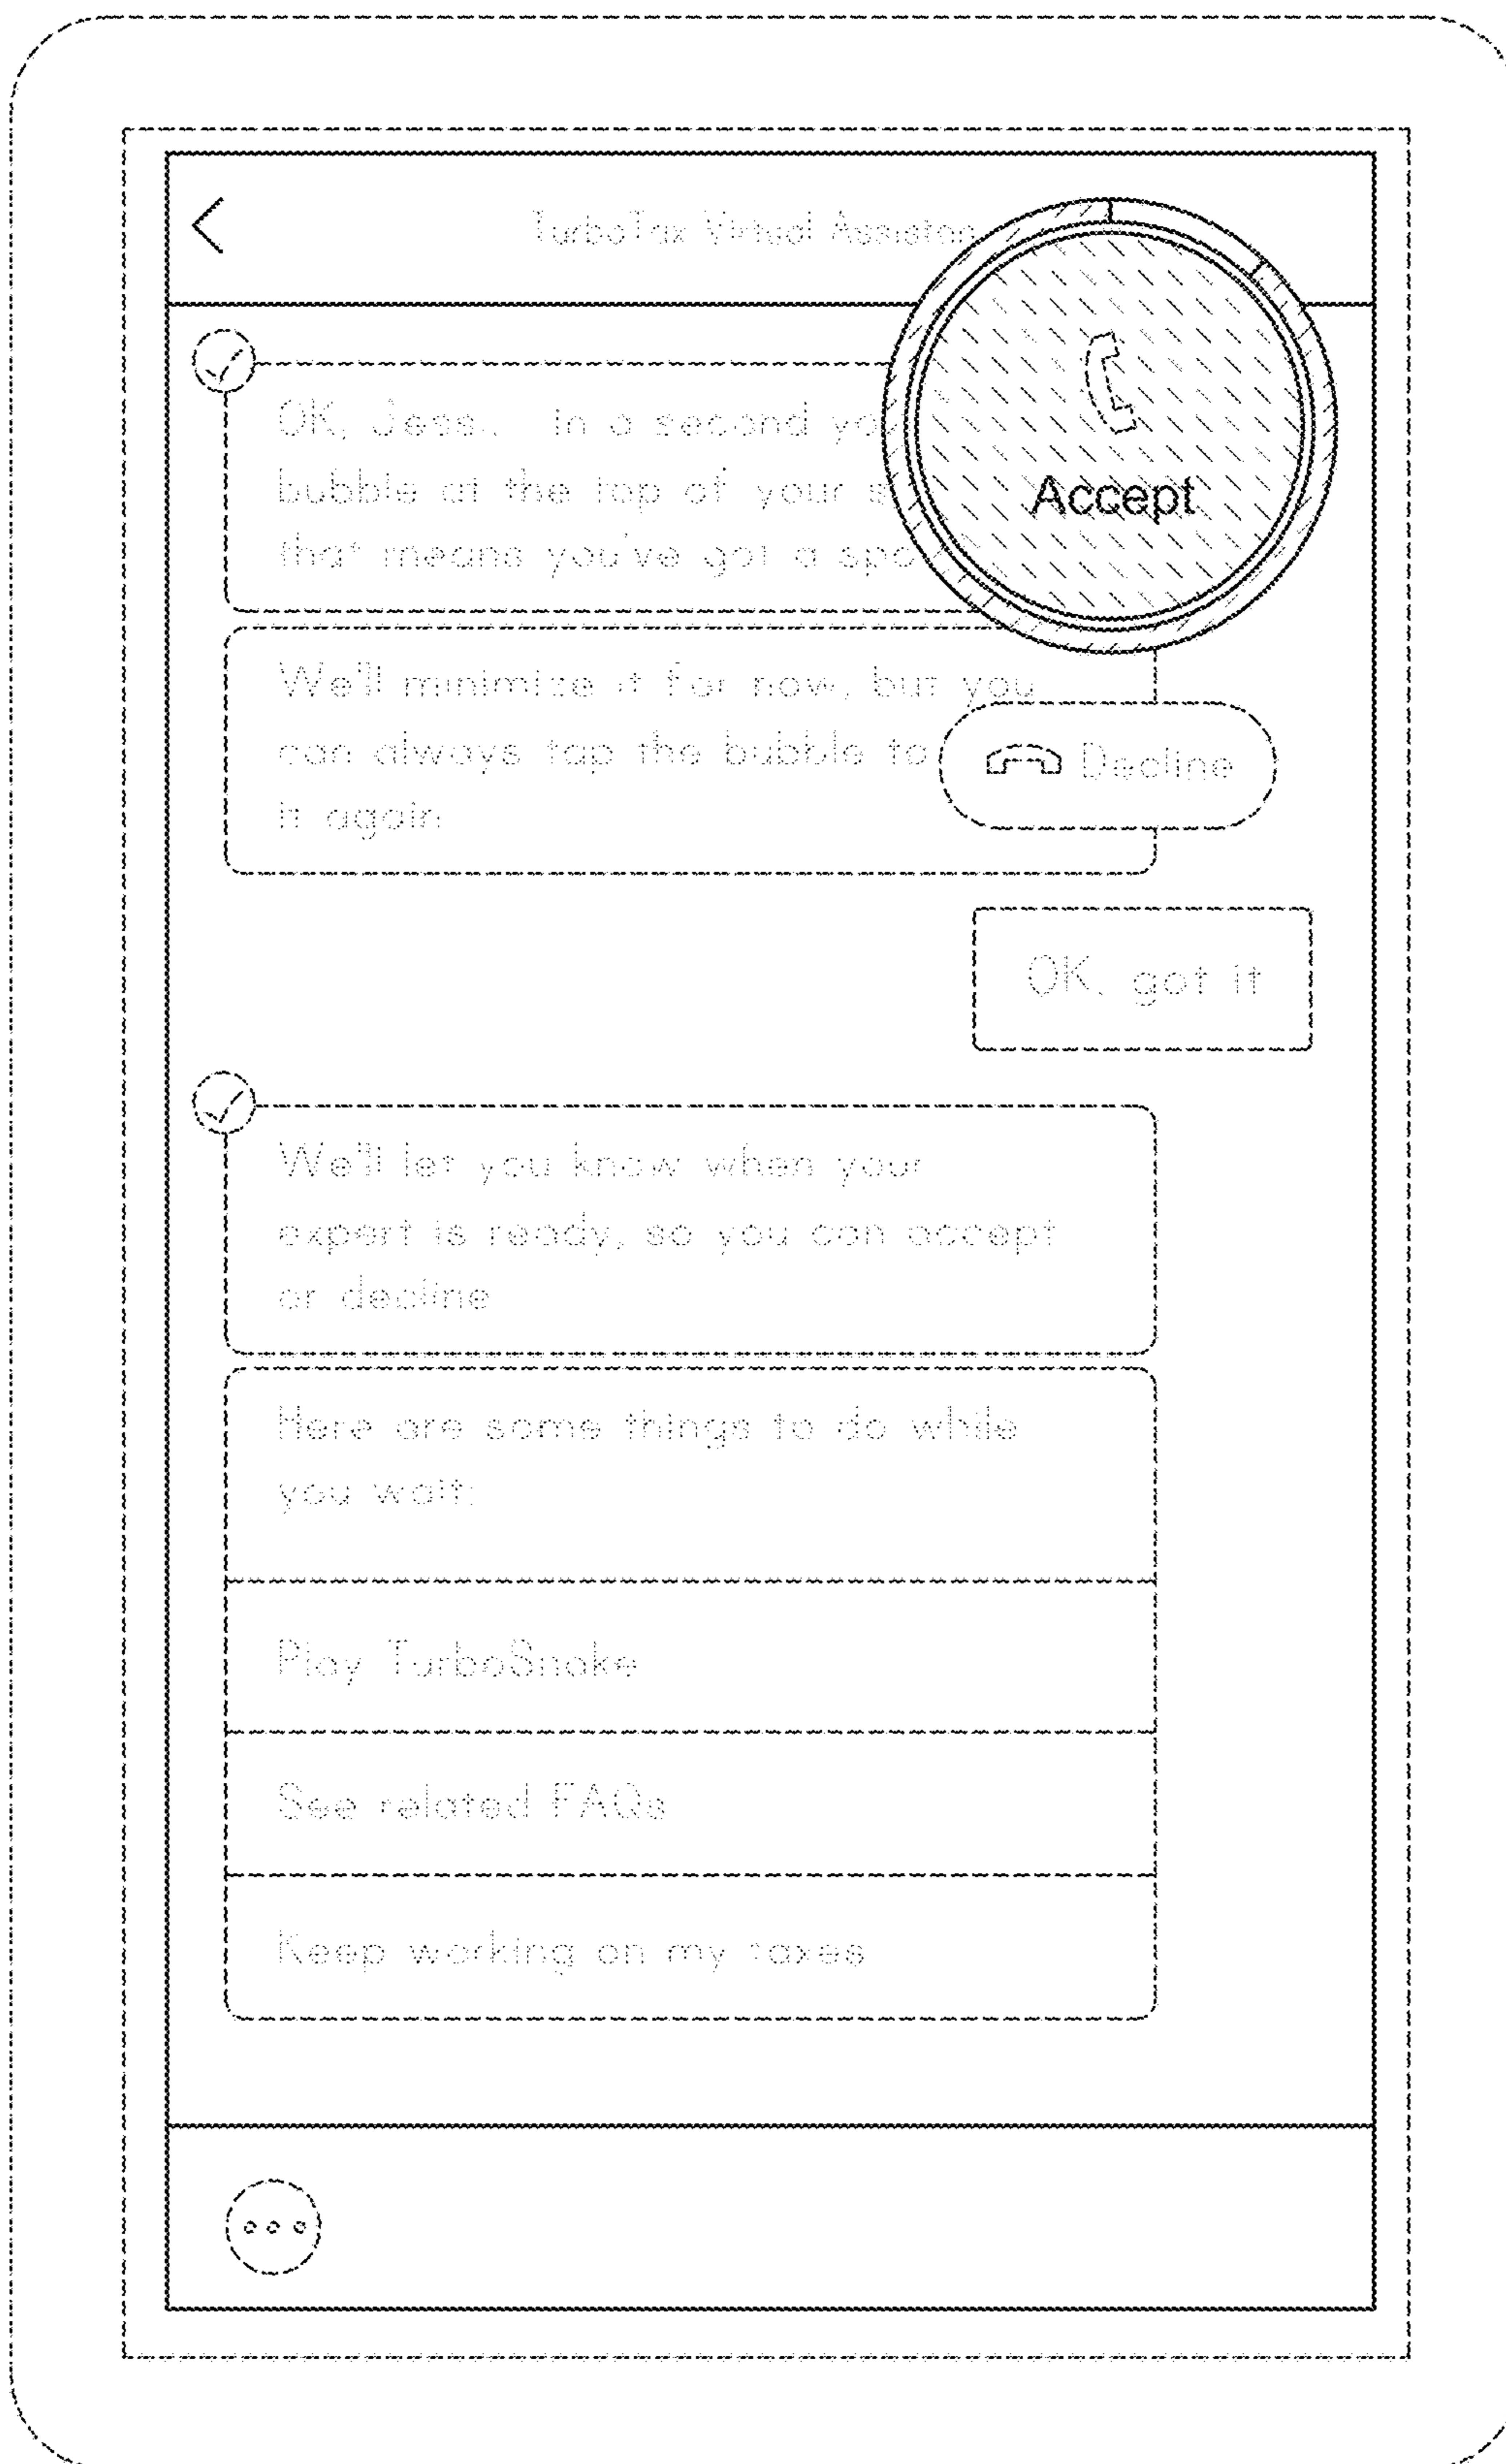 TurboTax Virtual Assistan
OK, Jess. in a second yo
bubble at the top of your s
that means you've got a spo
Accept
We'll minimize it for now, but you
can always tap the bubble to
it again
Decline
OK, got it
We'll let you know when your
expert is ready, so you can accept
or decline
Here are some things to do while
you wait:
Play TurboSnake
See related FAQs
Keep working on my taxes